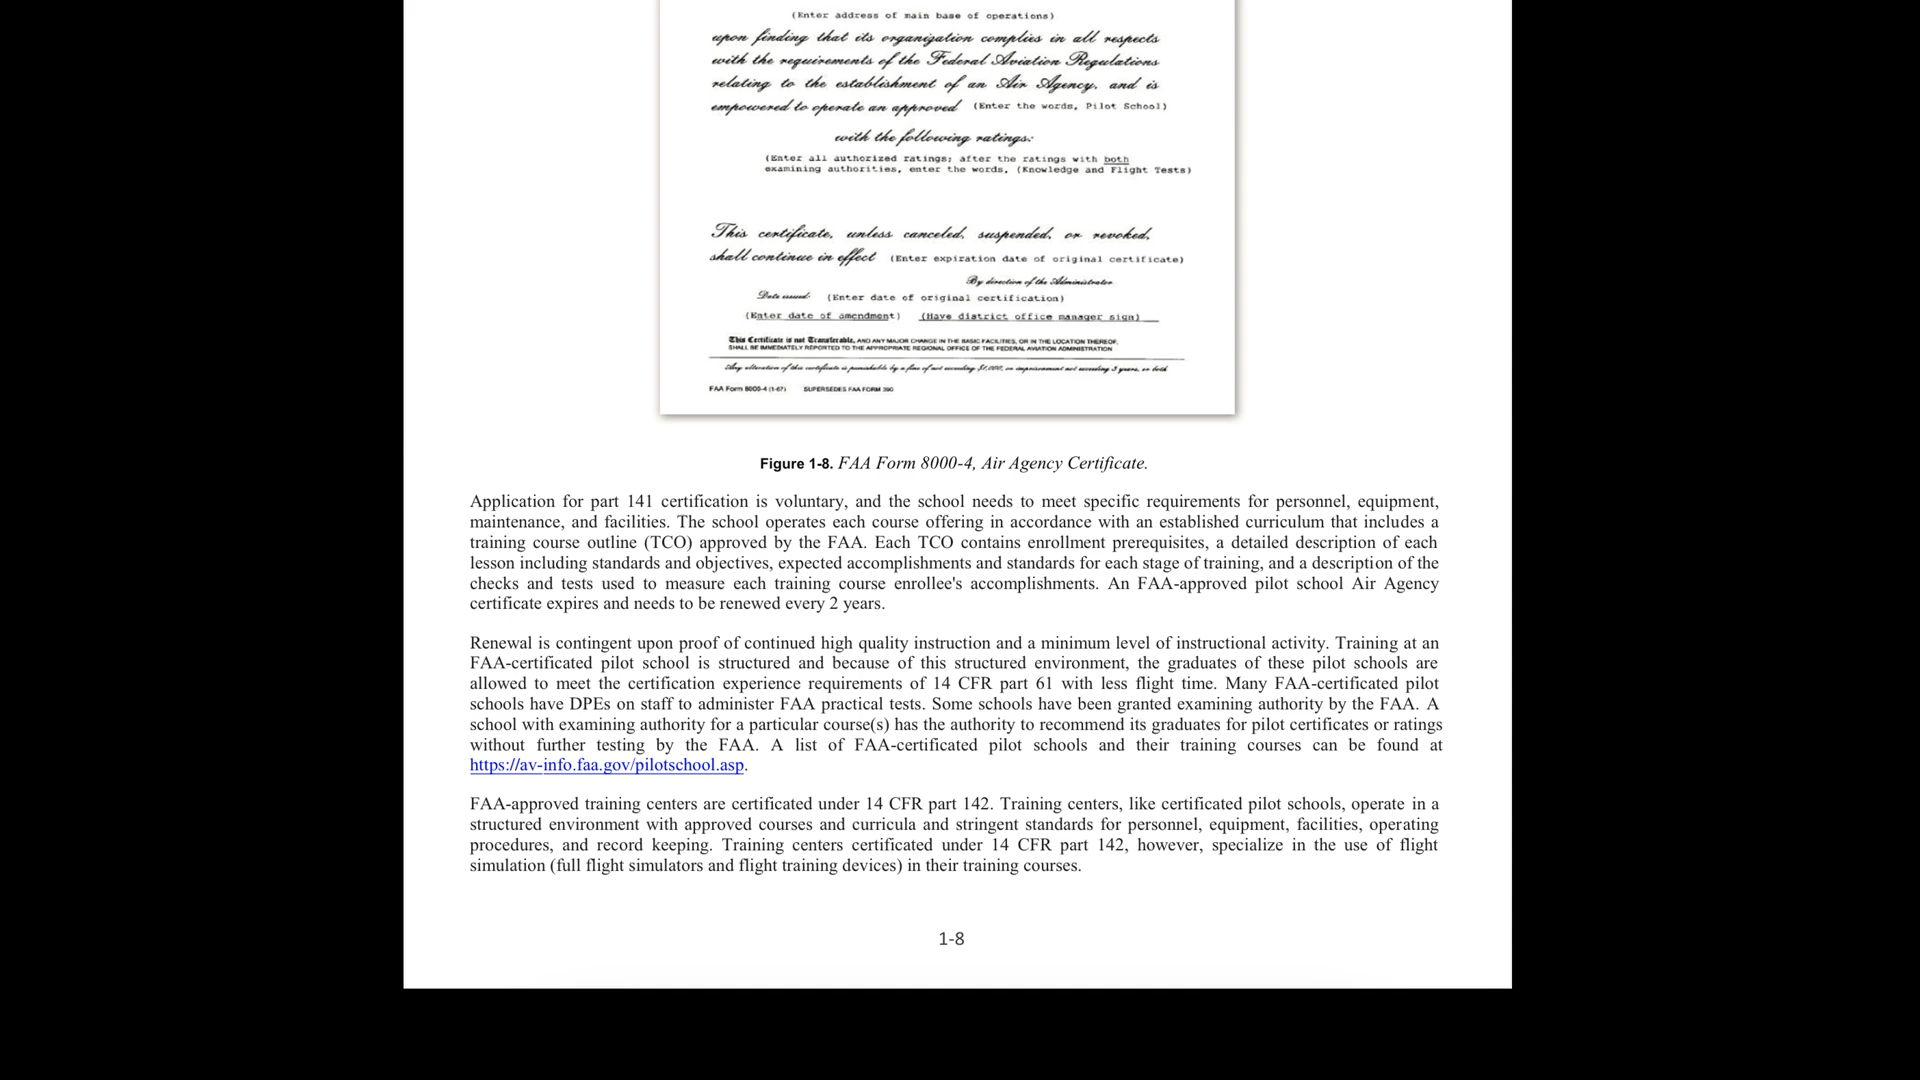 (Enter address of main base of operations)
upon finding that its organization complies in all respects
with the requirements of the Federal Aviation Regulations
relating to the establishment of an Air Agency, and is
empowered to operate an approved (Enter the words, Pilot School)
with the following ratings:
(Enter all authorized ratings; after the ratings with both
examining authorities, enter the words, (Knowledge and Flight Tests)
This certificate, unless canceled, suspended, or revoked,
shall continue in effect (Enter expiration date of original certificate)
By direction of the Administrator
Date issued: (Enter date of original certification)
(Enter date of amendment) (Have district office manager sign)
This Certificate is not Transferable, AND ANY MAJOR CHANGE IN THE BASIC FACILITIES, OR IN THE LOCATION THEREOF,
SHALL BE IMMEDIATELY REPORTED TO THE APPROPRIATE REGIONAL OFFICE OF THE FEDERAL AVIATION ADMINISTRATION
Any alteration of this certificate is punishable by a fine of not exceeding $1,000, or imprisonment not exceeding 3 years, or both
FAA Form 8000-4 (1-67) SUPERSEDES FAA FORM 390
Figure 1-8. FAA Form 8000-4, Air Agency Certificate.
Application for part 141 certification is voluntary, and the school needs to meet specific requirements for personnel, equipment,
maintenance, and facilities. The school operates each course offering in accordance with an established curriculum that includes a
training course outline (TCO) approved by the FAA. Each TCO contains enrollment prerequisites, a detailed description of each
lesson including standards and objectives, expected accomplishments and standards for each stage of training, and a description of the
checks and tests used to measure each training course enrollee's accomplishments. An FAA-approved pilot school Air Agency
certificate expires and needs to be renewed every 2 years.
Renewal is contingent upon proof of continued high quality instruction and a minimum level of instructional activity. Training at an
FAA-certificated pilot school is structured and because of this structured environment, the graduates of these pilot schools are
allowed to meet the certification experience requirements of 14 CFR part 61 with less flight time. Many FAA-certificated pilot
schools have DPEs on staff to administer FAA practical tests. Some schools have been granted examining authority by the FAA. A
school with examining authority for a particular course(s) has the authority to recommend its graduates for pilot certificates or ratings
without further testing by the FAA. A list of FAA-certificated pilot schools and their training courses can be found at
https://av-info.faa.gov/pilotschool.asp.
FAA-approved training centers are certificated under 14 CFR part 142. Training centers, like certificated pilot schools, operate in a
structured environment with approved courses and curricula and stringent standards for personnel, equipment, facilities, operating
procedures, and record keeping. Training centers certificated under 14 CFR part 142, however, specialize in the use of flight
simulation (full flight simulators and flight training devices) in their training courses.
1-8